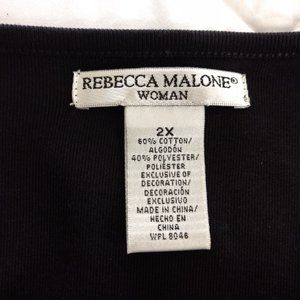 REBECCA MALONE®
WOMAN
2X
60% COTTON/
ALGODÓN
40% POLYESTER/
POLIÉSTER
EXCLUSIVE OF
DECORATION/
DECORACIÓN
EXCLUSIVO
MADE IN CHINA/
HECHO EN
CHINA
WPL 8046